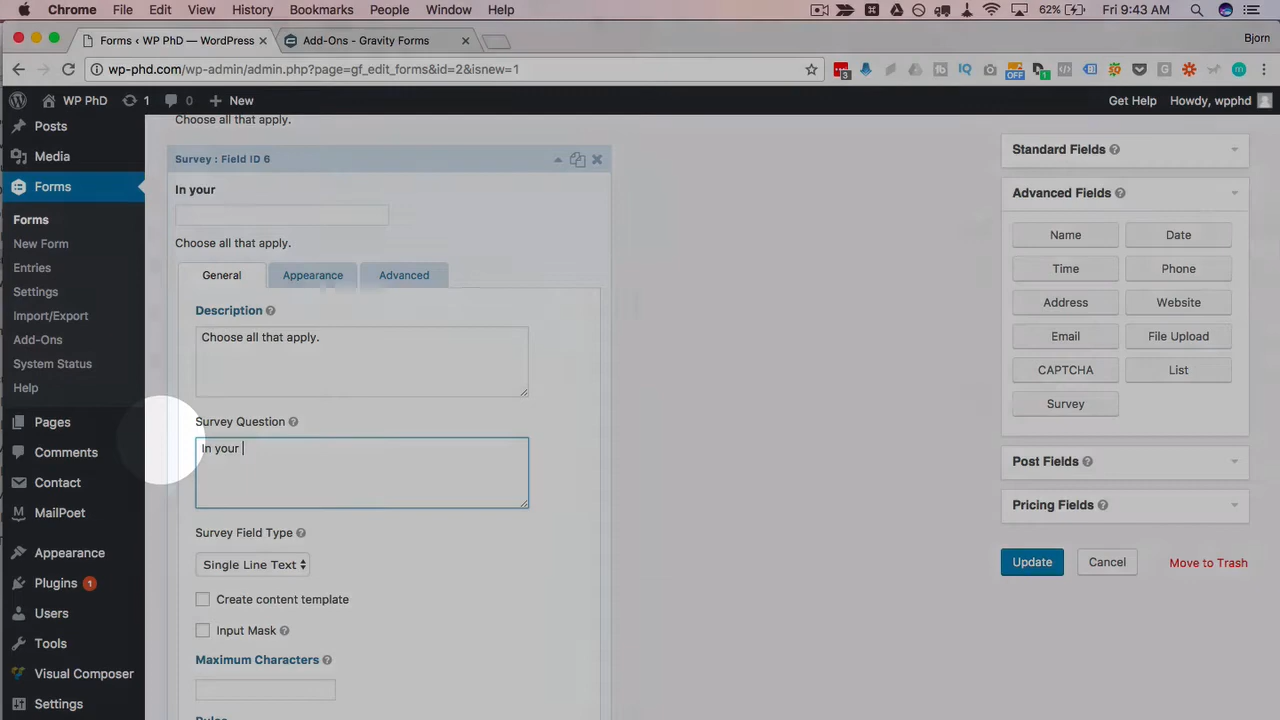 Chrome File Edit View History Bookmarks People Window Help 62% Fri 9:43 AM
Forms ‹ WP PhD — WordPress Add-Ons - Gravity Forms Bjorn
wp-phd.com/wp-admin/admin.php?page=gf_edit_forms&id=2&isnew=1
WP PhD 1 0 New Get Help Howdy, wpphd
Posts
Media
Forms
Forms
New Form
Entries
Settings
Import/Export
Add-Ons
System Status
Help
Pages
Comments
Contact
MailPoet
Appearance
Plugins 1
Users
Tools
Visual Composer
Settings
Choose all that apply.
Survey : Field ID 6
In your
Choose all that apply.
General Appearance Advanced
Description
Choose all that apply.
Survey Question
In your
Survey Field Type
Single Line Text
Create content template
Input Mask
Maximum Characters
Rules
Standard Fields
Advanced Fields
Name Date
Time Phone
Address Website
Email File Upload
CAPTCHA List
Survey
Post Fields
Pricing Fields
Update Cancel Move to Trash